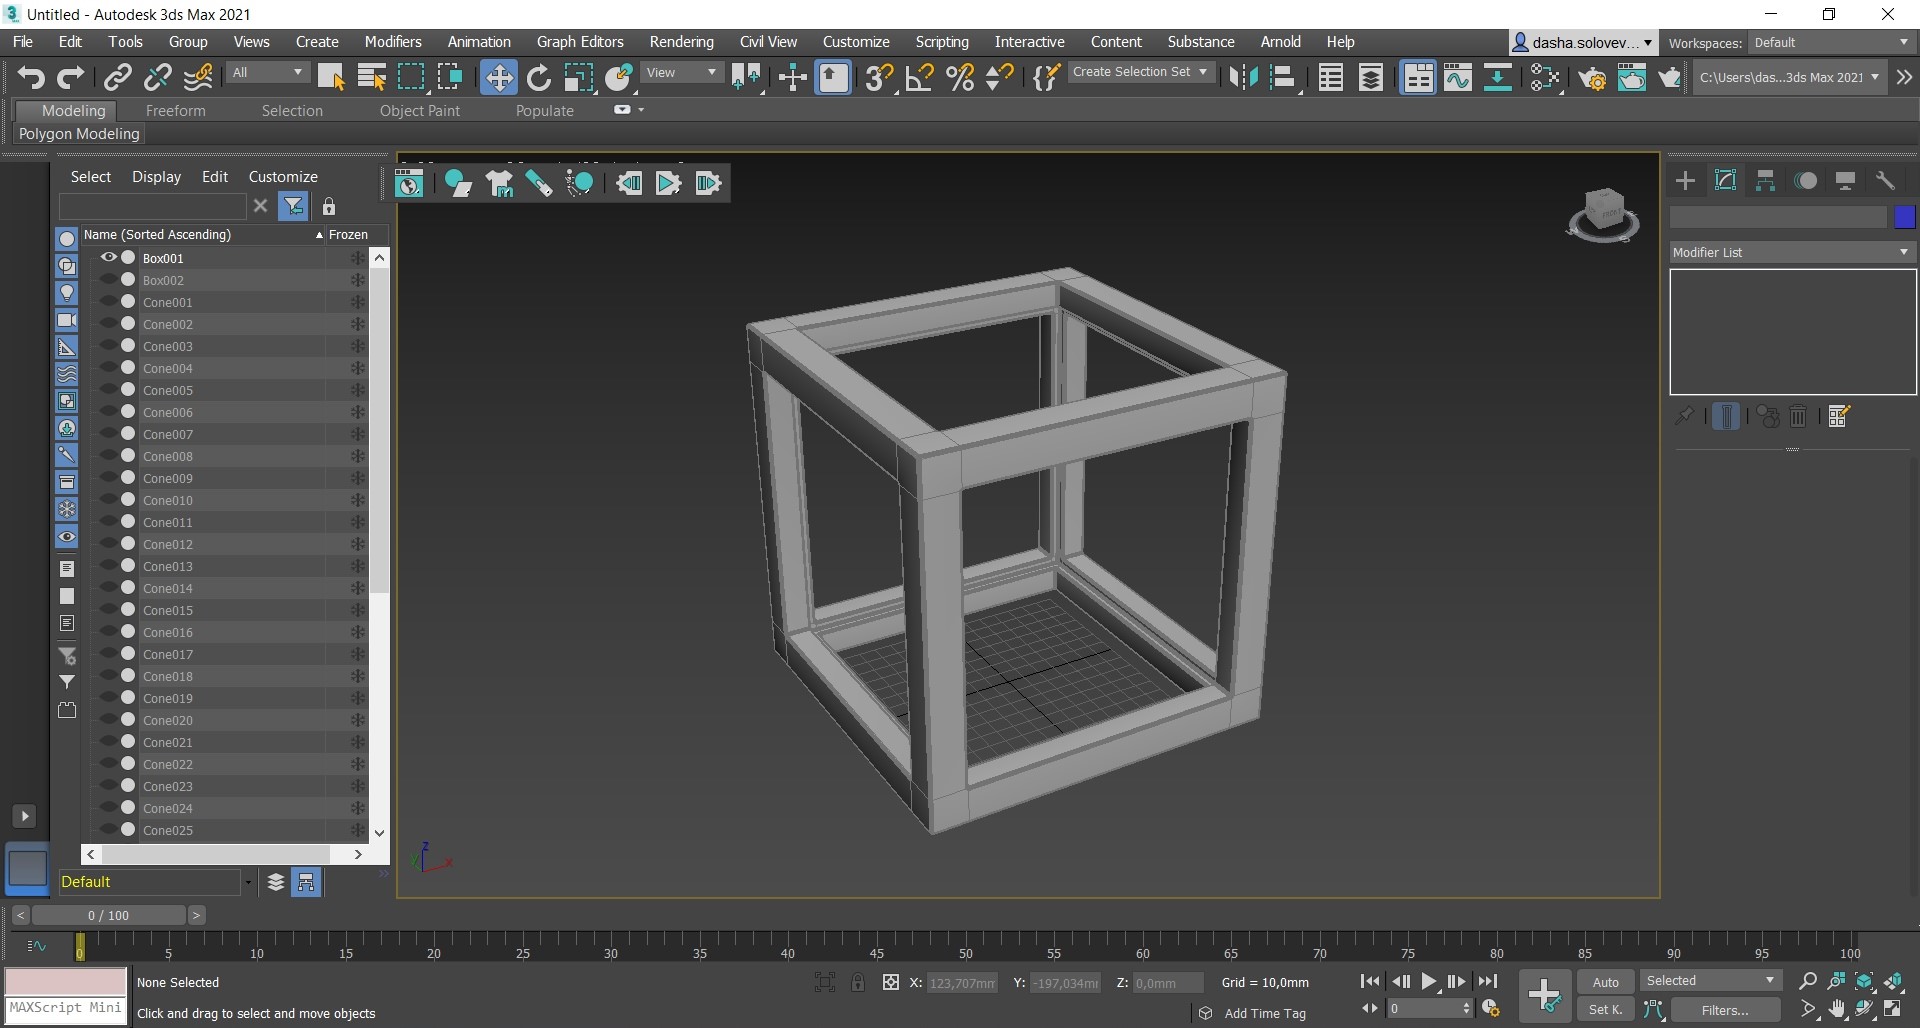 Untitled - Autodesk 3ds Max 2021
File Edit Tools Group Views Create Modifiers Animation Graph Editors Rendering Civil View Customize Scripting Interactive Content Substance Arnold Help
dasha.solovev... Workspaces: Default
All View Create Selection Set C:\Users\das...3ds Max 2021
Modeling Freeform Selection Object Paint Populate
Polygon Modeling
Select Display Edit Customize
Name (Sorted Ascending) Frozen
Box001
Box002
Cone001
Cone002
Cone003
Cone004
Cone005
Cone006
Cone007
Cone008
Cone009
Cone010
Cone011
Cone012
Cone013
Cone014
Cone015
Cone016
Cone017
Cone018
Cone019
Cone020
Cone021
Cone022
Cone023
Cone024
Cone025
Default
FRONT
z
x
Modifier List
0 / 100
0 5 10 15 20 25 30 35 40 45 50 55 60 65 70 75 80 85 90 95 100
None Selected
X: 123,707mm Y: -197,034mm Z: 0,0mm Grid = 10,0mm
Auto Selected
MAXScript Mini
Click and drag to select and move objects
Add Time Tag
0
Set K. Filters...